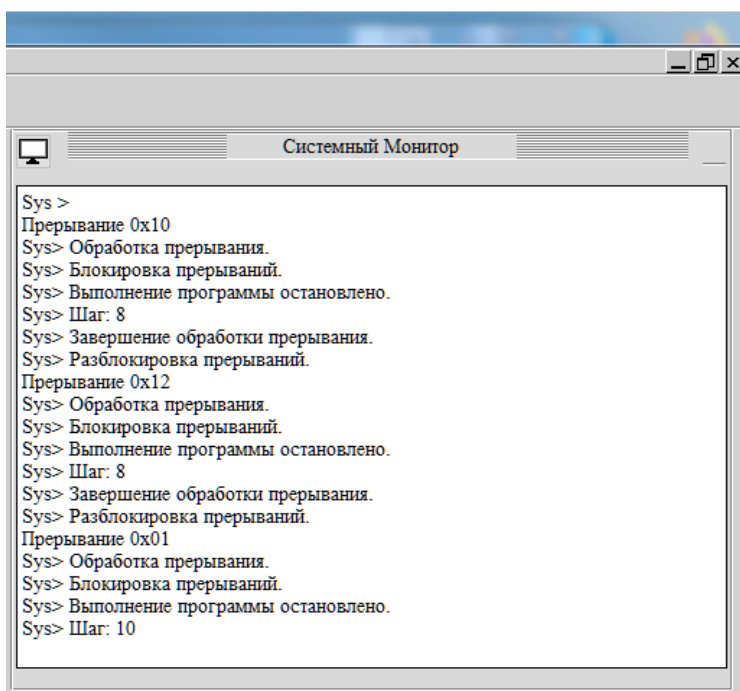 Системный Монитор
Sys >
Прерывание 0x10
Sys> Обработка прерывания.
Sys> Блокировка прерываний.
Sys> Выполнение программы остановлено.
Sys> Шаг: 8
Sys> Завершение обработки прерывания.
Sys> Разблокировка прерываний.
Прерывание 0x12
Sys> Обработка прерывания.
Sys> Блокировка прерываний.
Sys> Выполнение программы остановлено.
Sys> Шаг: 8
Sys> Завершение обработки прерывания.
Sys> Разблокировка прерываний.
Прерывание 0x01
Sys> Обработка прерывания.
Sys> Блокировка прерываний.
Sys> Выполнение программы остановлено.
Sys> Шаг: 10